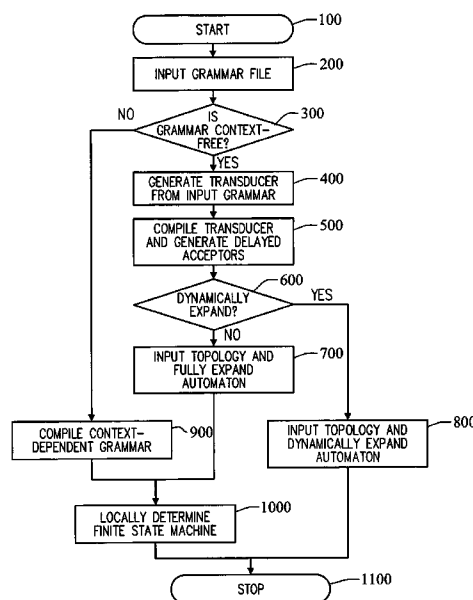 START
100
INPUT GRAMMAR FILE
200
NO
IS
GRAMMAR CONTEXT-
FREE?
300
YES
GENERATE TRANSDUCER
FROM INPUT GRAMMAR
400
COMPILE TRANSDUCER
AND GENERATE DELAYED
ACCEPTORS
500
DYNAMICALLY
EXPAND?
600
YES
NO
INPUT TOPOLOGY AND
FULLY EXPAND
AUTOMATON
700
COMPILE CONTEXT-
DEPENDENT GRAMMAR
900
INPUT TOPOLOGY AND
DYNAMICALLY EXPAND
AUTOMATON
800
LOCALLY DETERMINE
FINITE STATE MACHINE
1000
STOP
1100